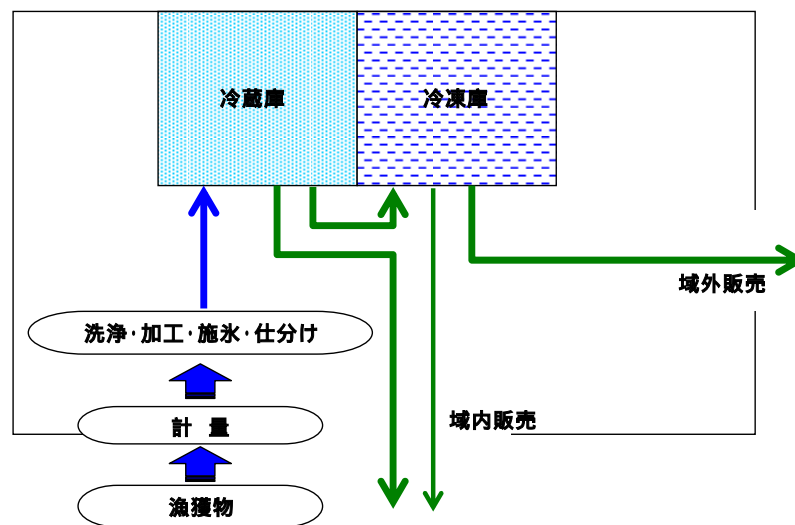 冷蔵庫
冷凍庫
域外販売
洗浄・加工・施氷・仕分け
域内販売
計 量
漁獲物